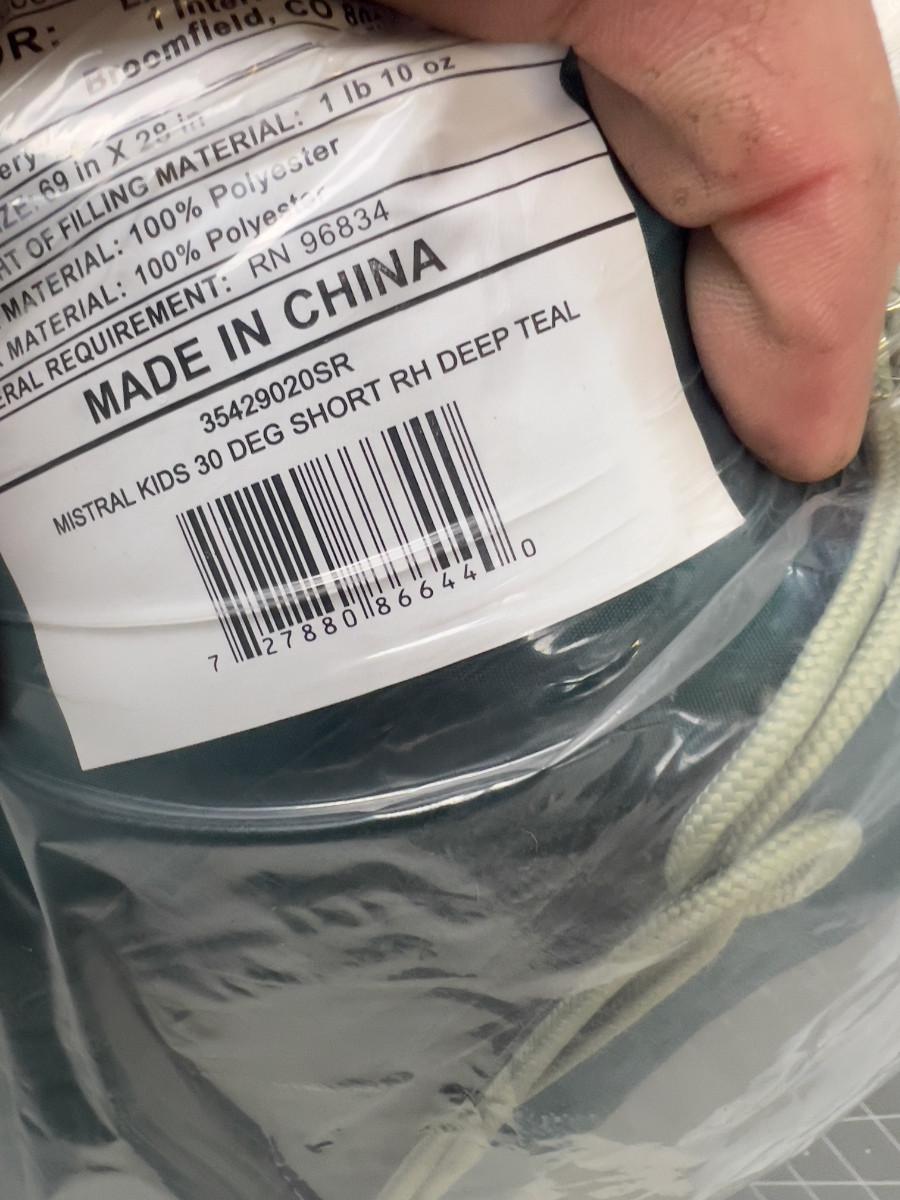 OR:
Broomfield, CO
69 in X 28 in
OF FILLING MATERIAL: 1 lb 10 oz
MATERIAL: 100% Polyester
MATERIAL: 100% Polyester
REQUIREMENT: RN 96834
MADE IN CHINA
35429020SR
MISTRAL KIDS 30 DEG SHORT RH DEEP TEAL
7 27880 86644 0